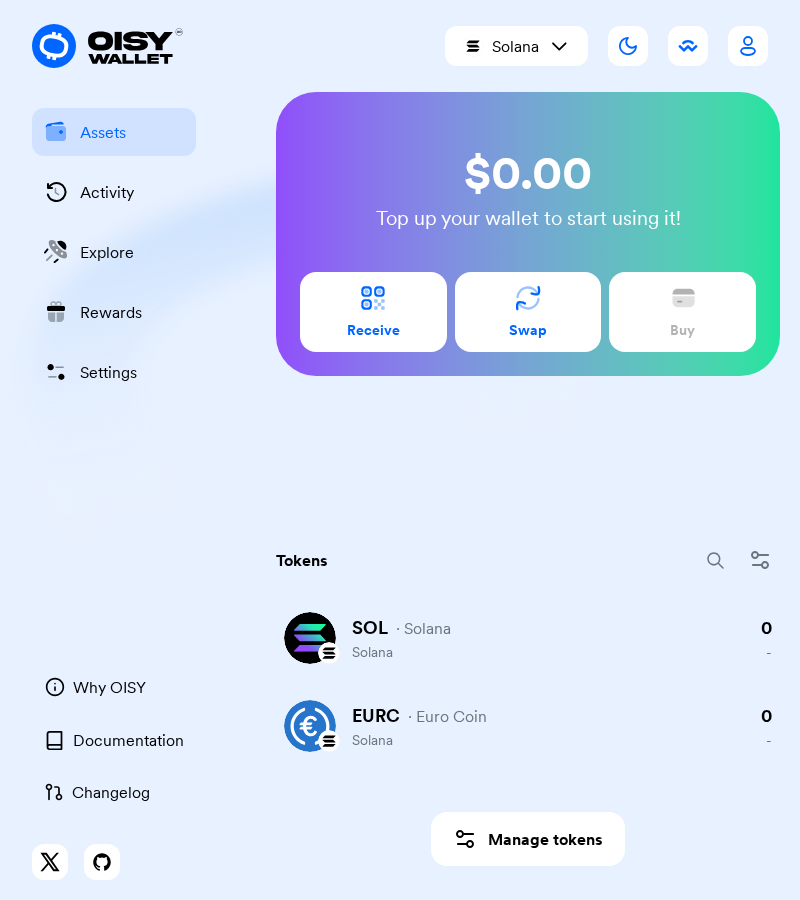 OISY
WALLET
Solana
Assets
Activity
Explore
Rewards
Settings
$0.00
Top up your wallet to start using it!
Receive
Swap
Buy
Tokens
SOL · Solana
Solana
0
-
EURC · Euro Coin
Solana
0
-
Manage tokens
Why OISY
Documentation
Changelog